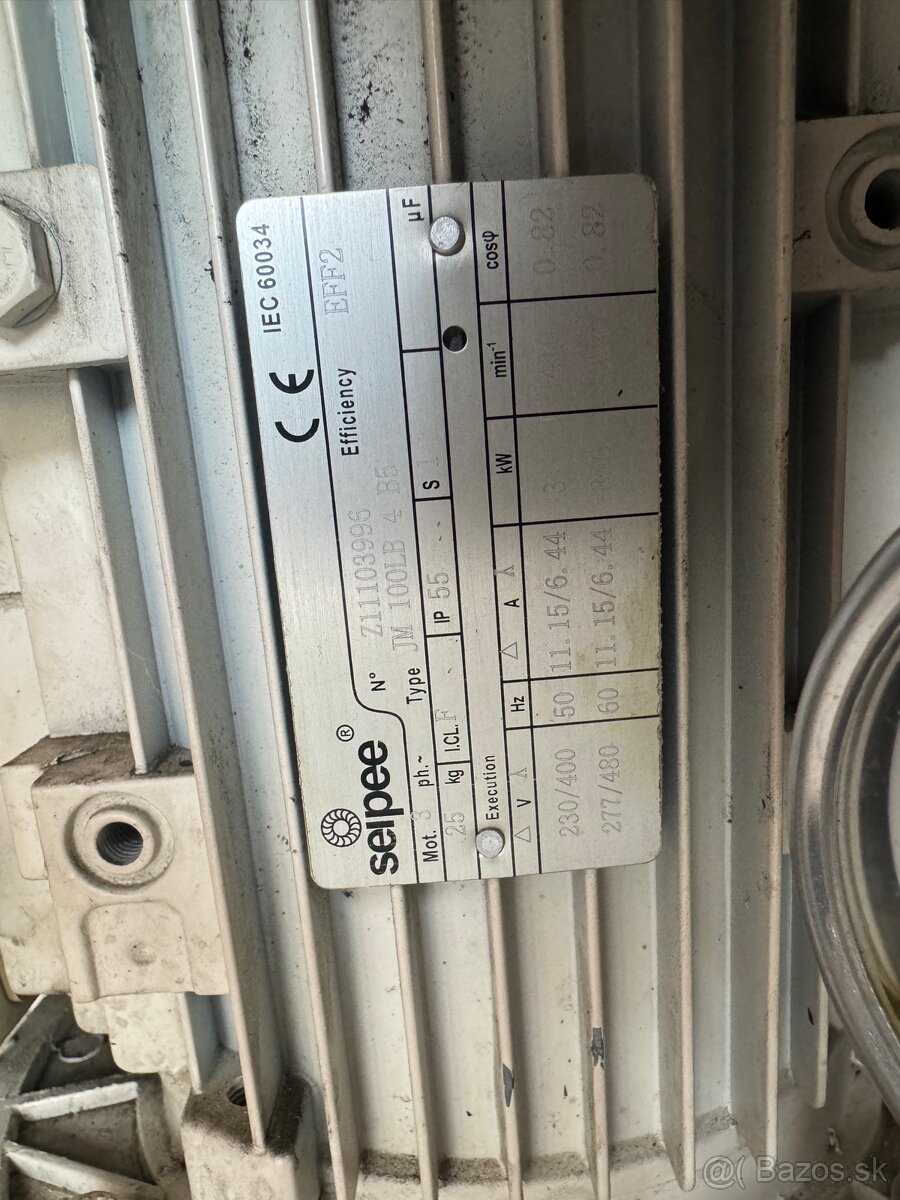 CE IEC 60034
selpee ®
Efficiency EFF2
N° Z11103996
Mot. 3 ph.~ Type JM 100LB 4 B5
25 kg I.CL. F IP 55 S 1 µF
Execution
△ V Y Hz △ A Y kW min⁻¹ cosφ
230/400 50 11.15/6.44 3 0.82
277/480 60 11.15/6.44 0.82
@( Bazos.sk